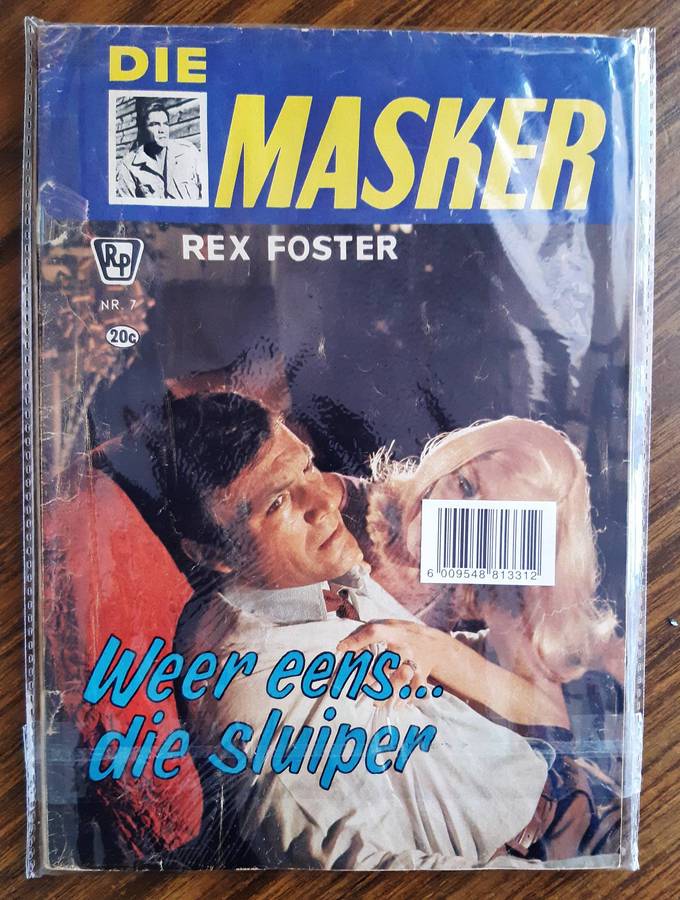 DIE
MASKER
REX FOSTER
RP
NR. 7
20c
6 009548 813312
Weer eens...
die sluiper